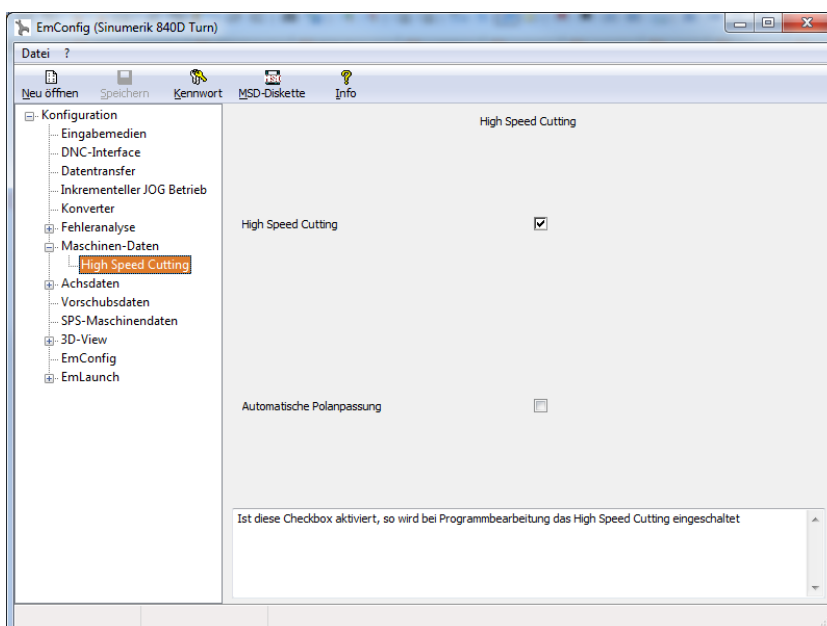 EmConfig (Sinumerik 840D Turn)
Datei ?
Neu öffnen Speichern Kennwort MSD-Diskette Info
Konfiguration
Eingabemedien
DNC-Interface
Datentransfer
Inkrementeller JOG Betrieb
Konverter
Fehleranalyse
Maschinen-Daten
High Speed Cutting
Achsdaten
Vorschubsdaten
SPS-Maschinendaten
3D-View
EmConfig
EmLaunch
High Speed Cutting
High Speed Cutting
Automatische Polanpassung
Ist diese Checkbox aktiviert, so wird bei Programmbearbeitung das High Speed Cutting eingeschaltet